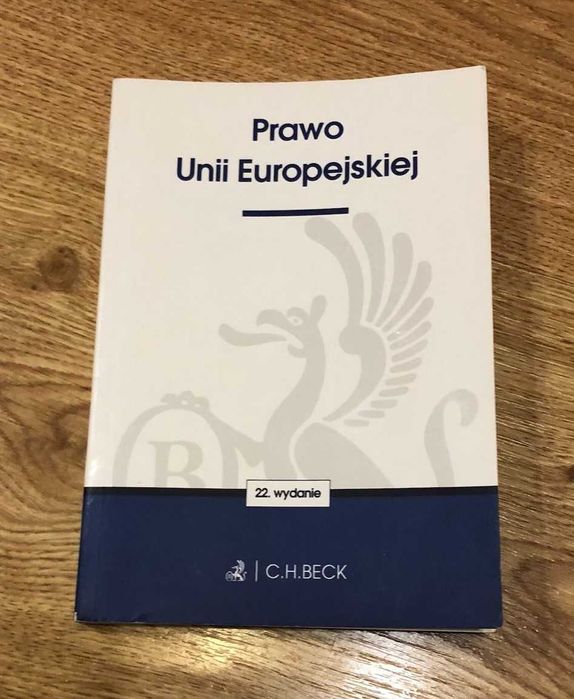 Prawo
Unii Europejskiej
B
22. wydanie
C.H.BECK